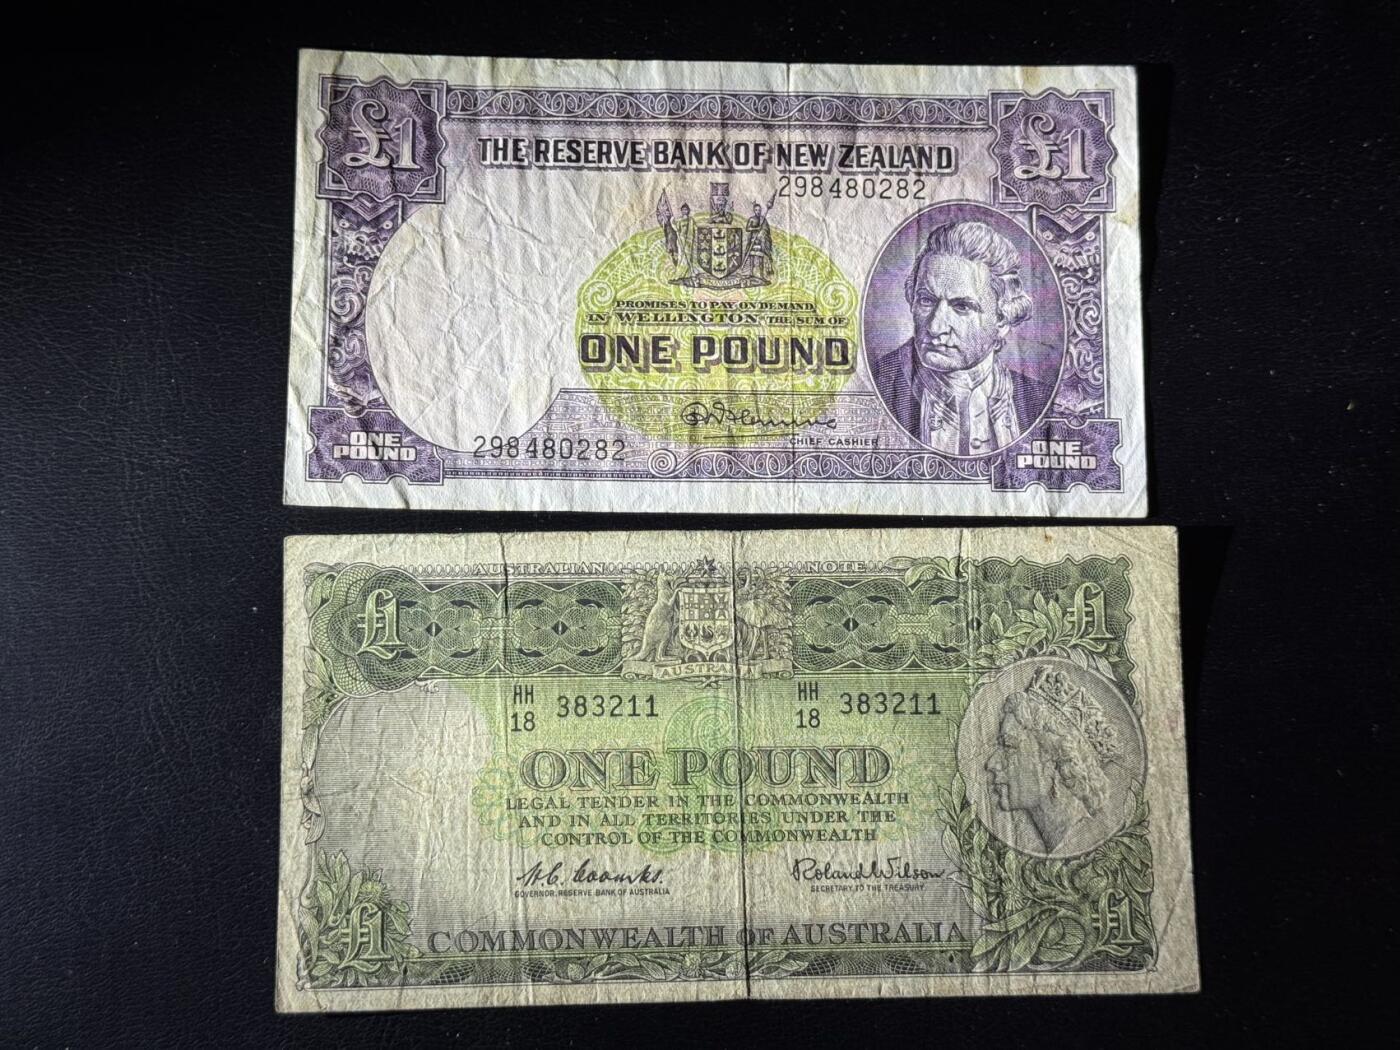 £1
£1
THE RESERVE BANK OF NEW ZEALAND
298480282
PROMISES TO PAY ON DEMAND
IN WELLINGTON THE SUM OF
ONE POUND
CHIEF CASHIER
298480282
ONE
POUND
ONE
POUND
AUSTRALIAN NOTE
£1
£1
AUSTRALIA
HH
18 383211
HH
18 383211
ONE POUND
LEGAL TENDER IN THE COMMONWEALTH
AND IN ALL TERRITORIES UNDER THE
CONTROL OF THE COMMONWEALTH
H.C. Coombs.
Roland Wilson
GOVERNOR, RESERVE BANK OF AUSTRALIA
SECRETARY TO THE TREASURY
£1
£1
COMMONWEALTH OF AUSTRALIA